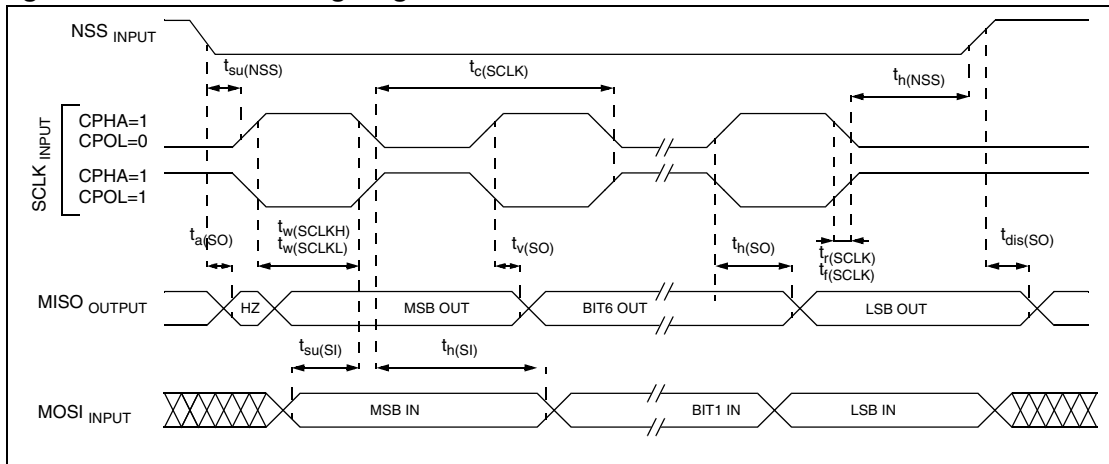 NSS INPUT
tsu(NSS)
tc(SCLK)
th(NSS)
SCLK INPUT
CPHA=1
CPOL=0
CPHA=1
CPOL=1
ta(SO)
tw(SCLKH)
tw(SCLKL)
tv(SO)
th(SO)
tr(SCLK)
tf(SCLK)
tdis(SO)
MISO OUTPUT
HZ
MSB OUT
BIT6 OUT
LSB OUT
tsu(SI)
th(SI)
MOSI INPUT
MSB IN
BIT1 IN
LSB IN